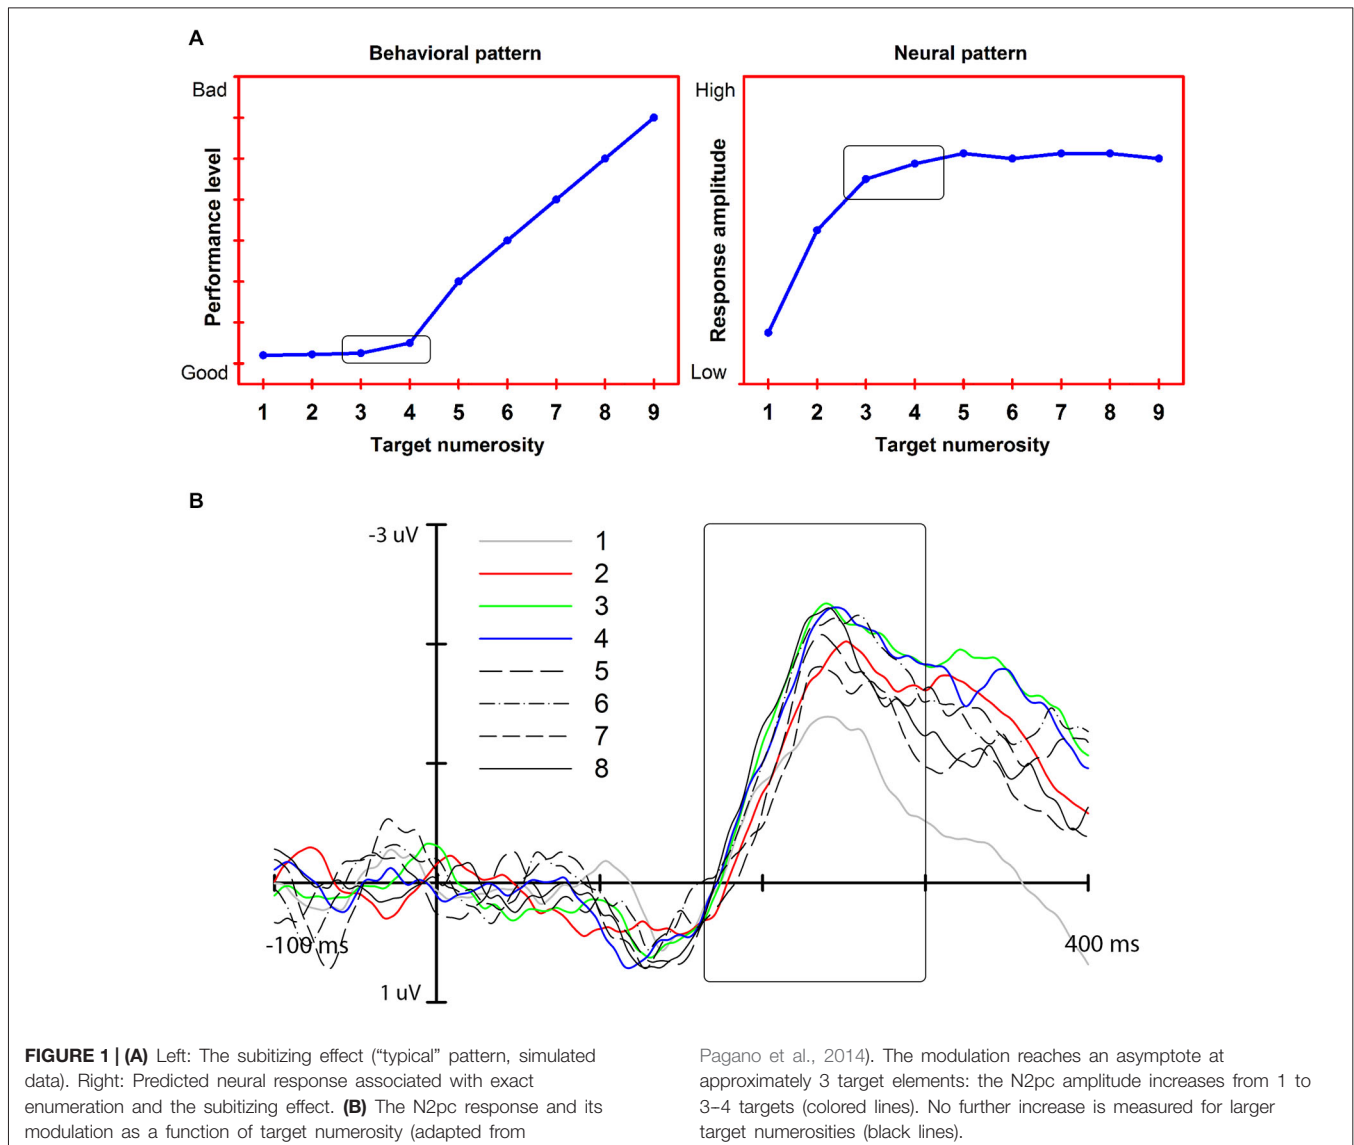 A
Behavioral pattern
Neural pattern
Bad
Performance level
Good
1 2 3 4 5 6 7 8 9
Target numerosity
High
Response amplitude
Low
1 2 3 4 5 6 7 8 9
Target numerosity
B
-3 uV
1
2
3
4
5
6
7
8
-100 ms
400 ms
1 uV
FIGURE 1 | (A) Left: The subitizing effect (“typical” pattern, simulated
data). Right: Predicted neural response associated with exact
enumeration and the subitizing effect. (B) The N2pc response and its
modulation as a function of target numerosity (adapted from
Pagano et al., 2014). The modulation reaches an asymptote at
approximately 3 target elements: the N2pc amplitude increases from 1 to
3–4 targets (colored lines). No further increase is measured for larger
target numerosities (black lines).